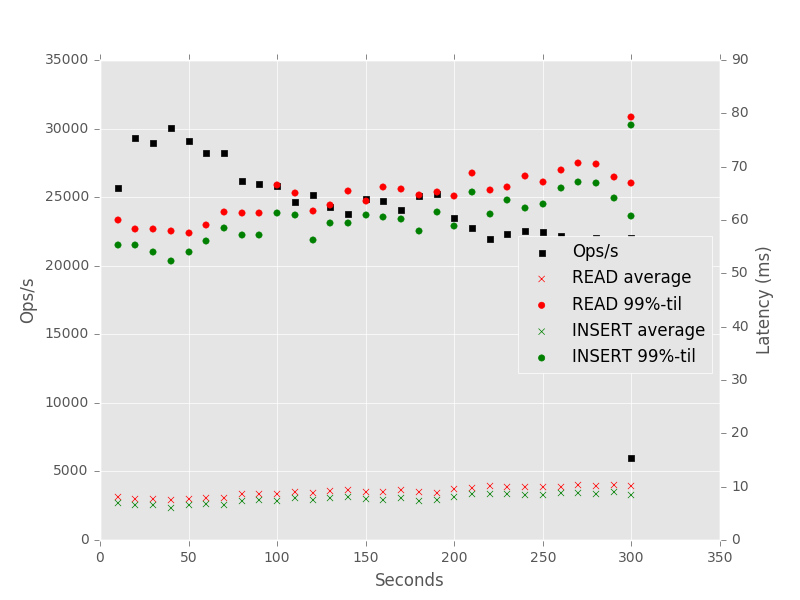 35000
30000
25000
20000
15000
10000
5000
0
Ops/s
90
80
70
60
50
40
30
20
10
0
Latency (ms)
Ops/s
READ average
READ 99%-til
INSERT average
INSERT 99%-til
0 50 100 150 200 250 300 350
Seconds